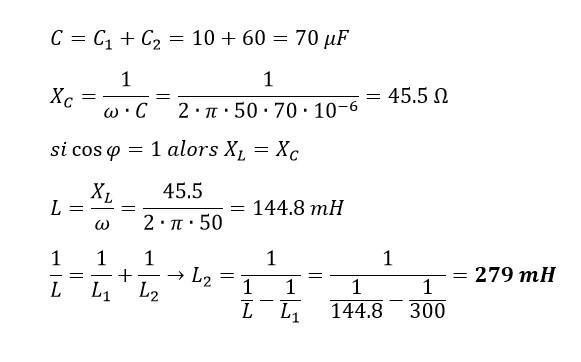 C = C₁ + C₂ = 10 + 60 = 70 μF
X_C = 1/(ω · C) = 1/(2 · π · 50 · 70 · 10⁻⁶) = 45.5 Ω
si cos φ = 1 alors X_L = X_C
L = X_L/ω = 45.5/(2 · π · 50) = 144.8 mH
1/L = 1/L₁ + 1/L₂ → L₂ = 1/(1/L − 1/L₁) = 1/(1/144.8 − 1/300) = 279 mH